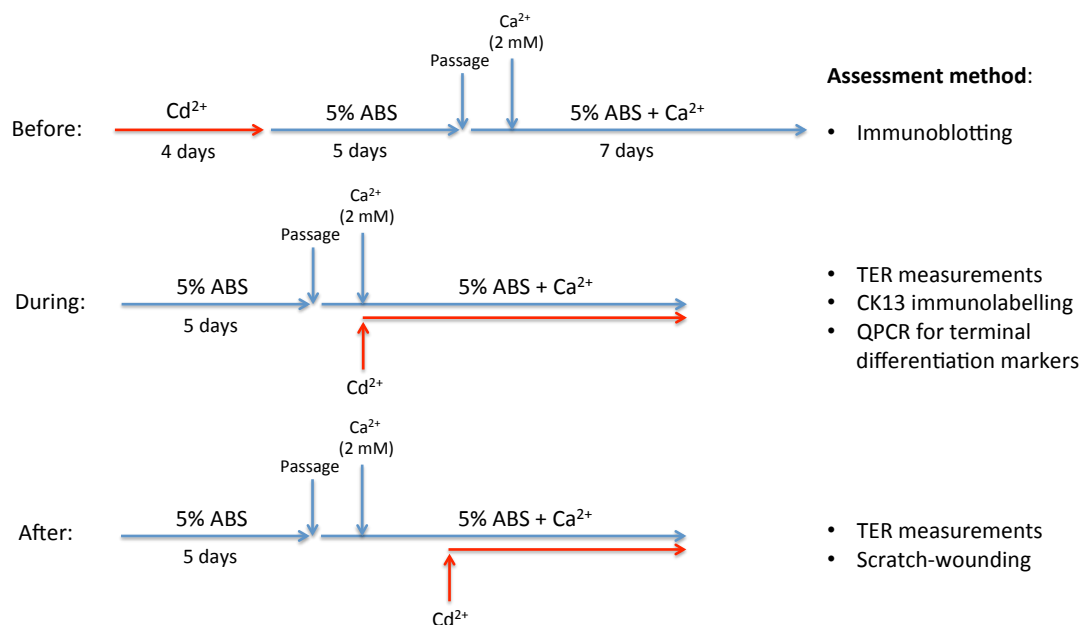 Ca²⁺
(2 mM)
Passage
Assessment method:
Before:
Cd²⁺
5% ABS
5% ABS + Ca²⁺
4 days
5 days
7 days
• Immunoblotting
Ca²⁺
(2 mM)
Passage
During:
5% ABS
5% ABS + Ca²⁺
5 days
Cd²⁺
• TER measurements
• CK13 immunolabelling
• QPCR for terminal
differentiation markers
Ca²⁺
(2 mM)
Passage
After:
5% ABS
5% ABS + Ca²⁺
5 days
Cd²⁺
• TER measurements
• Scratch-wounding